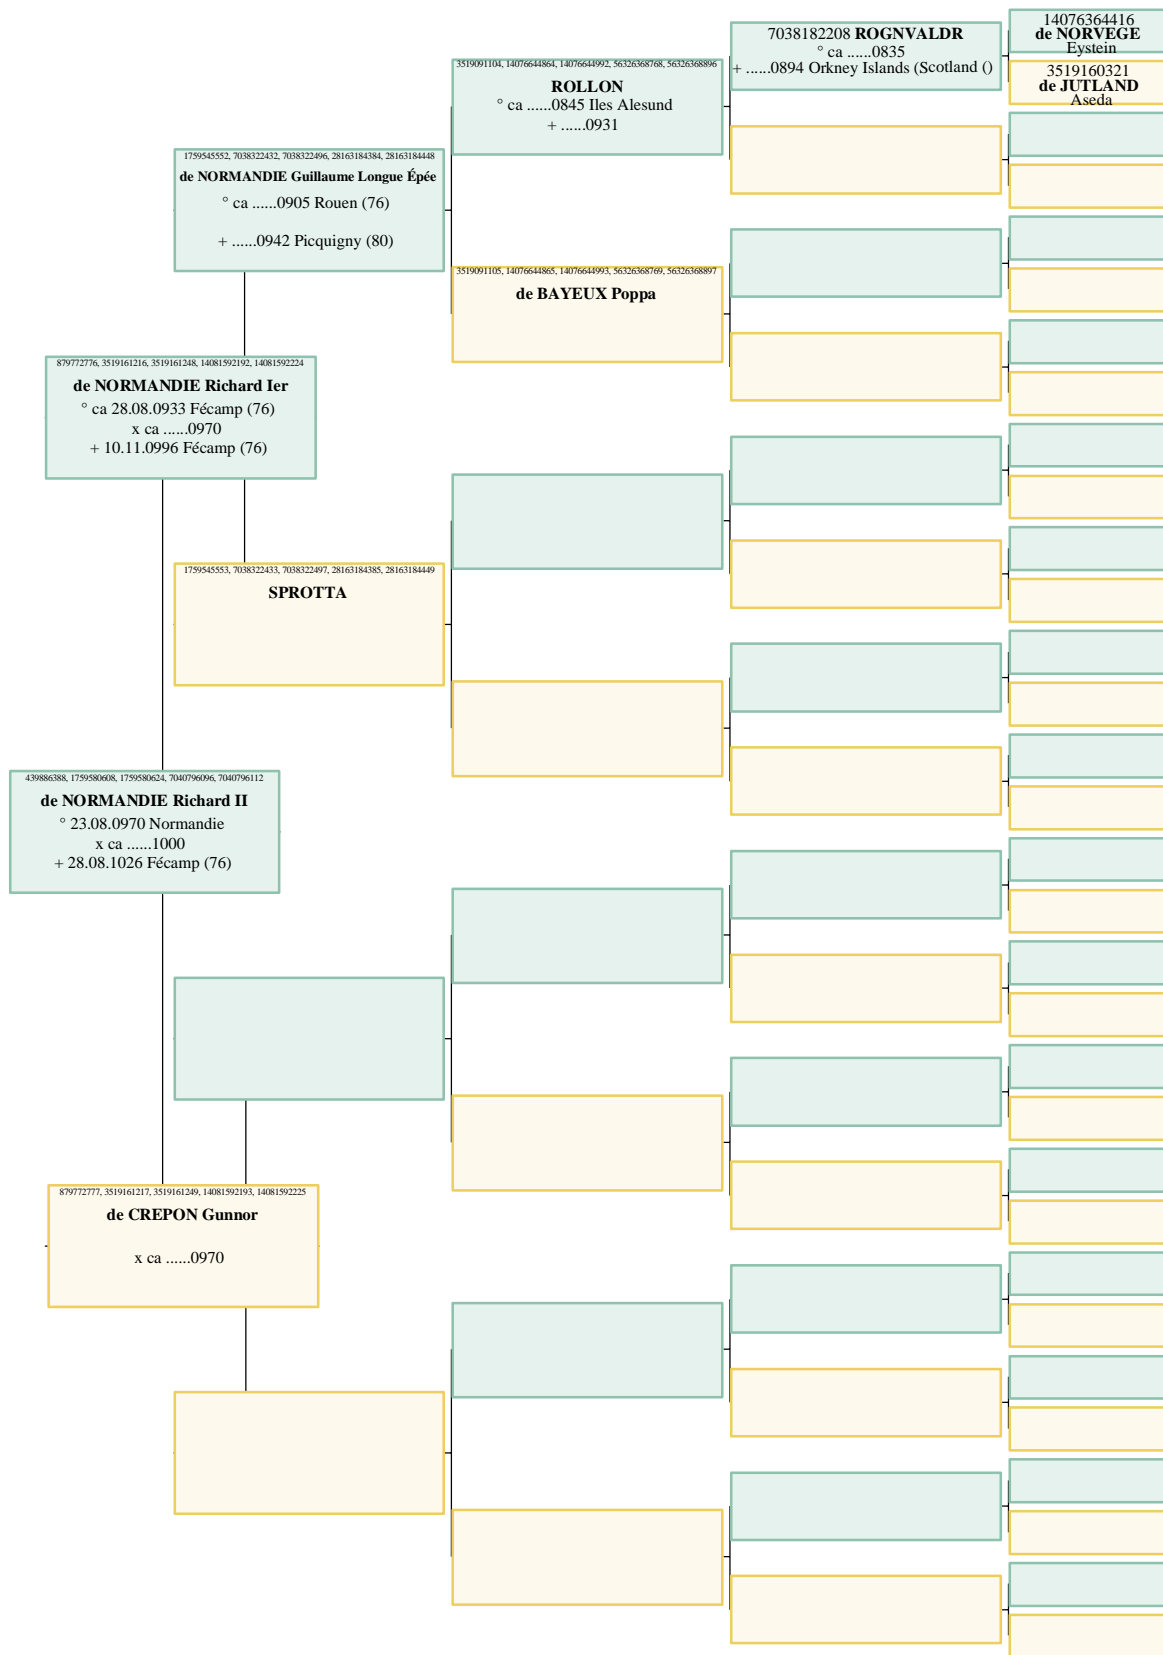 14076364416
de NORVEGE
Eystein
3519160321
de JUTLAND
Aseda
7038182208 ROGNVALDR
° ca ......0835
+ ......0894 Orkney Islands (Scotland ()
3519091104, 14076644864, 14076644992, 56326368768, 56326368896
ROLLON
° ca ......0845 Iles Alesund
+ ......0931
1759545552, 7038322432, 7038322496, 28163184384, 28163184448
de NORMANDIE Guillaume Longue Épée
° ca ......0905 Rouen (76)
+ ......0942 Picquigny (80)
3519091105, 14076644865, 14076644993, 56326368769, 56326368897
de BAYEUX Poppa
879772776, 3519161216, 3519161248, 14081592192, 14081592224
de NORMANDIE Richard Ier
° ca 28.08.0933 Fécamp (76)
x ca ......0970
+ 10.11.0996 Fécamp (76)
1759545553, 7038322433, 7038322497, 28163184385, 28163184449
SPROTTA
439886388, 1759580608, 1759580624, 7040796096, 7040796112
de NORMANDIE Richard II
° 23.08.0970 Normandie
x ca ......1000
+ 28.08.1026 Fécamp (76)
879772777, 3519161217, 3519161249, 14081592193, 14081592225
de CREPON Gunnor
x ca ......0970